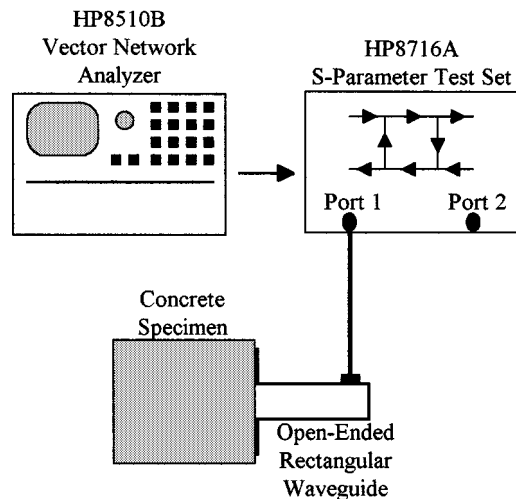 HP8510B
Vector Network
Analyzer
HP8716A
S-Parameter Test Set
Port 1
Port 2
Concrete
Specimen
Open-Ended
Rectangular
Waveguide